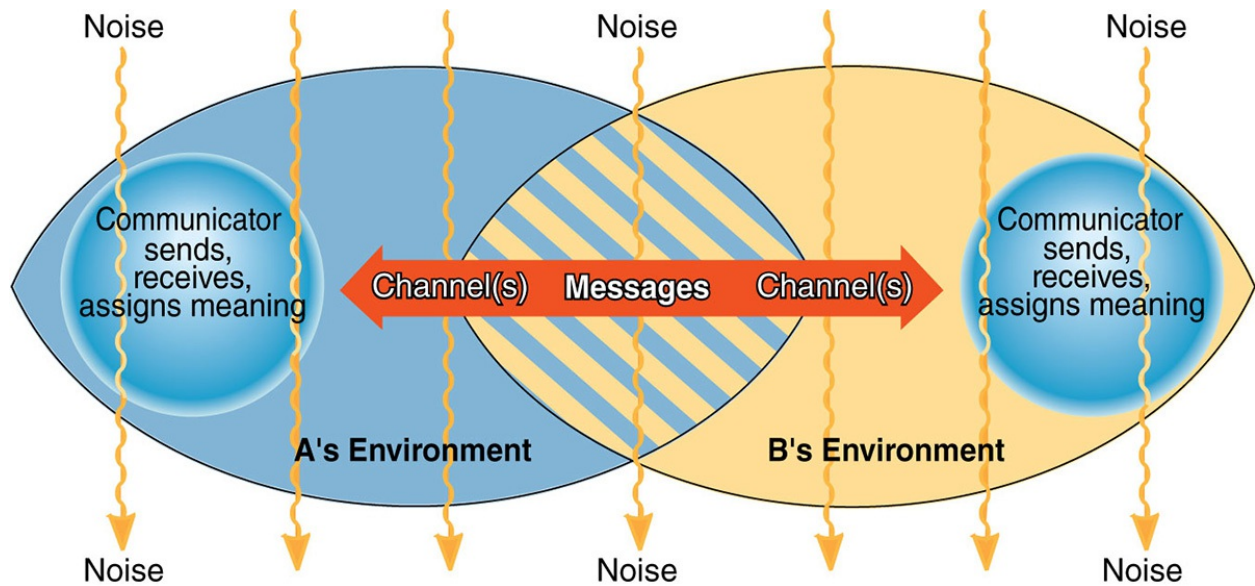 Noise
Noise
Noise
Communicator
sends,
receives,
assigns meaning
Channel(s) Messages Channel(s)
Communicator
sends,
receives,
assigns meaning
A's Environment
B's Environment
Noise
Noise
Noise